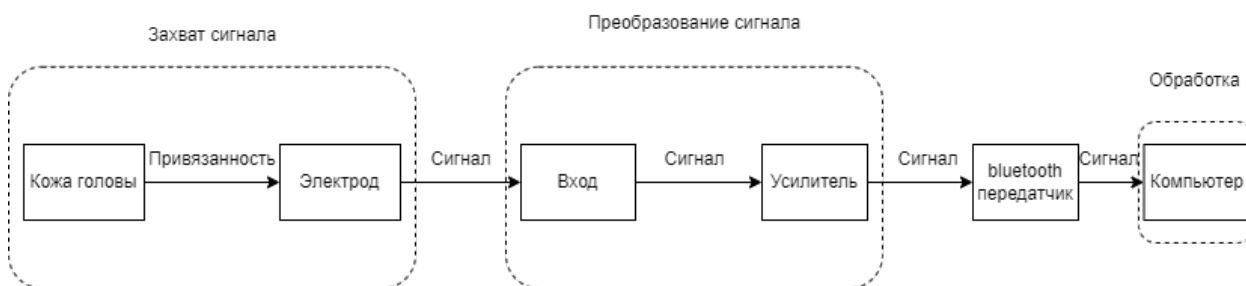 Захват сигнала
Преобразование сигнала
Обработка
Кожа головы
Привязанность
Электрод
Сигнал
Вход
Сигнал
Усилитель
Сигнал
bluetooth
передатчик
Сигнал
Компьютер